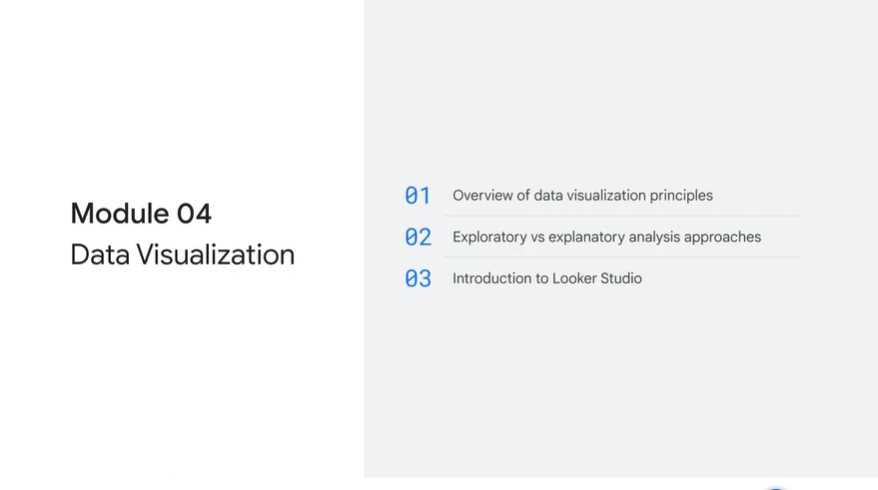 Module 04
Data Visualization
01 Overview of data visualization principles
02 Exploratory vs explanatory analysis approaches
03 Introduction to Looker Studio